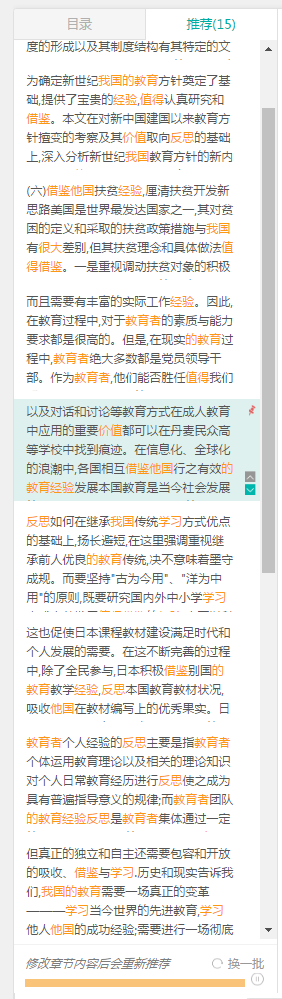 目录
推荐(15)
度的形成以及其制度结构有其特定的文
为确定新世纪我国的教育方针奠定了基
础,提供了宝贵的经验,值得认真研究和
借鉴。本文在对新中国建国以来教育方
针擅变的考察及其价值取向反思的基础
上,深入分析新世纪我国教育方针的新内
(六)借鉴他国扶贫经验,厘清扶贫开发新
思路美国是世界最发达国家之一,其对贫
困的定义和采取的扶贫政策措施与我国
有很大差别,但其扶贫理念和具体做法值
得借鉴。一是重视调动扶贫对象的积极
而且需要有丰富的实际工作经验。因此,
在教育过程中,对于教育者的素质与能力
要求都是很高的。但是,在现实的教育过
程中,教育者绝大多数都是党员领导干
部。作为教育者,他们能否胜任值得我们
以及对话和讨论等教育方式在成人教育
中应用的重要价值都可以在丹麦民众高
等学校中找到痕迹。在信息化、全球化
的浪潮中,各国相互借鉴他国行之有效的
教育经验发展本国教育是当今社会发展
反思如何在继承我国传统学习方式优点
的基础上,扬长避短,在这里强调重视继
承前人优良的教育传统,决不意味着墨守
成规。而要坚持"古为今用"、"洋为中
用"的原则,既要研究国内外中小学学习
这也促使日本课程教材建设满足时代和
个人发展的需要。在这不断完善的过程
中,除了全民参与,日本积极借鉴别国的
教育教学经验,反思本国教育教材状况,
吸收他国在教材编写上的优秀果实。日
教育者个人经验的反思主要是指教育者
个体运用教育理论以及相关的理论知识
对个人日常教育经历进行反思使之成为
具有普遍指导意义的规律;而教育者团队
的教育经验反思是教育者集体通过一定
但真正的独立和自主还需要包容和开放
的吸收、借鉴与学习.历史和现实告诉我
们,我国的教育需要一场真正的变革
————学习当今世界的先进教育,学习
他人他国的成功经验;需要进行一场彻底
修改章节内容后会重新推荐
换一批